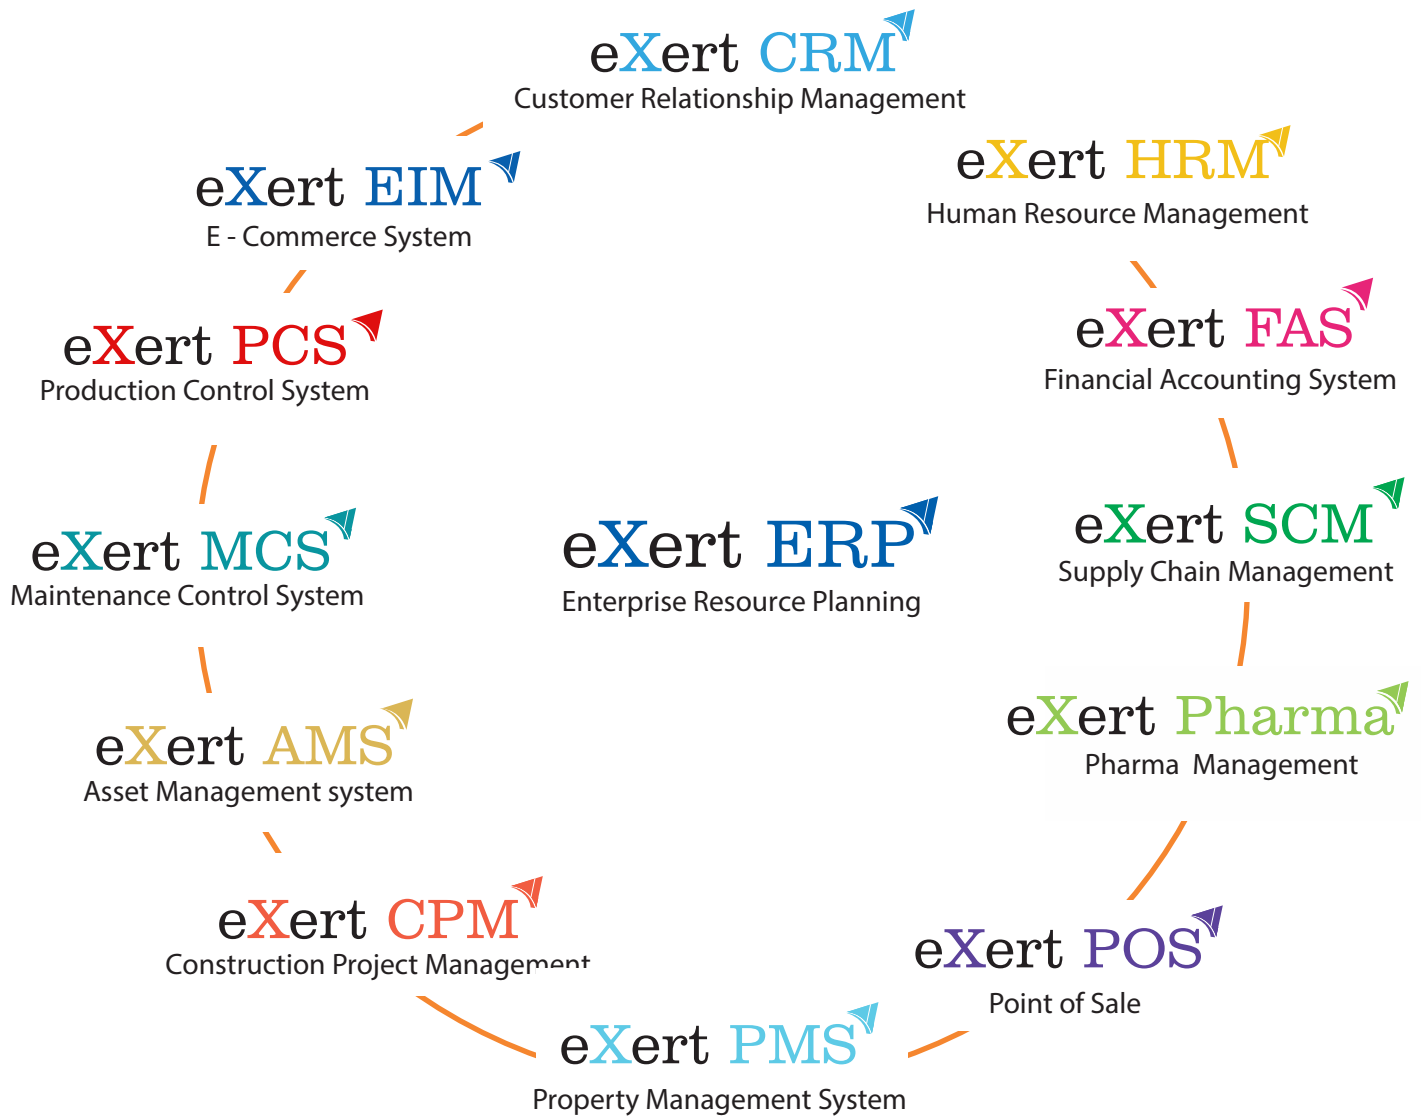 eXert CRM
Customer Relationship Management
eXert HRM
Human Resource Management
eXert EIM
E - Commerce System
eXert FAS
Financial Accounting System
eXert PCS
Production Control System
eXert SCM
Supply Chain Management
eXert ERP
Enterprise Resource Planning
eXert MCS
Maintenance Control System
eXert Pharma
Pharma Management
eXert AMS
Asset Management system
eXert CPM
Construction Project Management
eXert POS
Point of Sale
eXert PMS
Property Management System